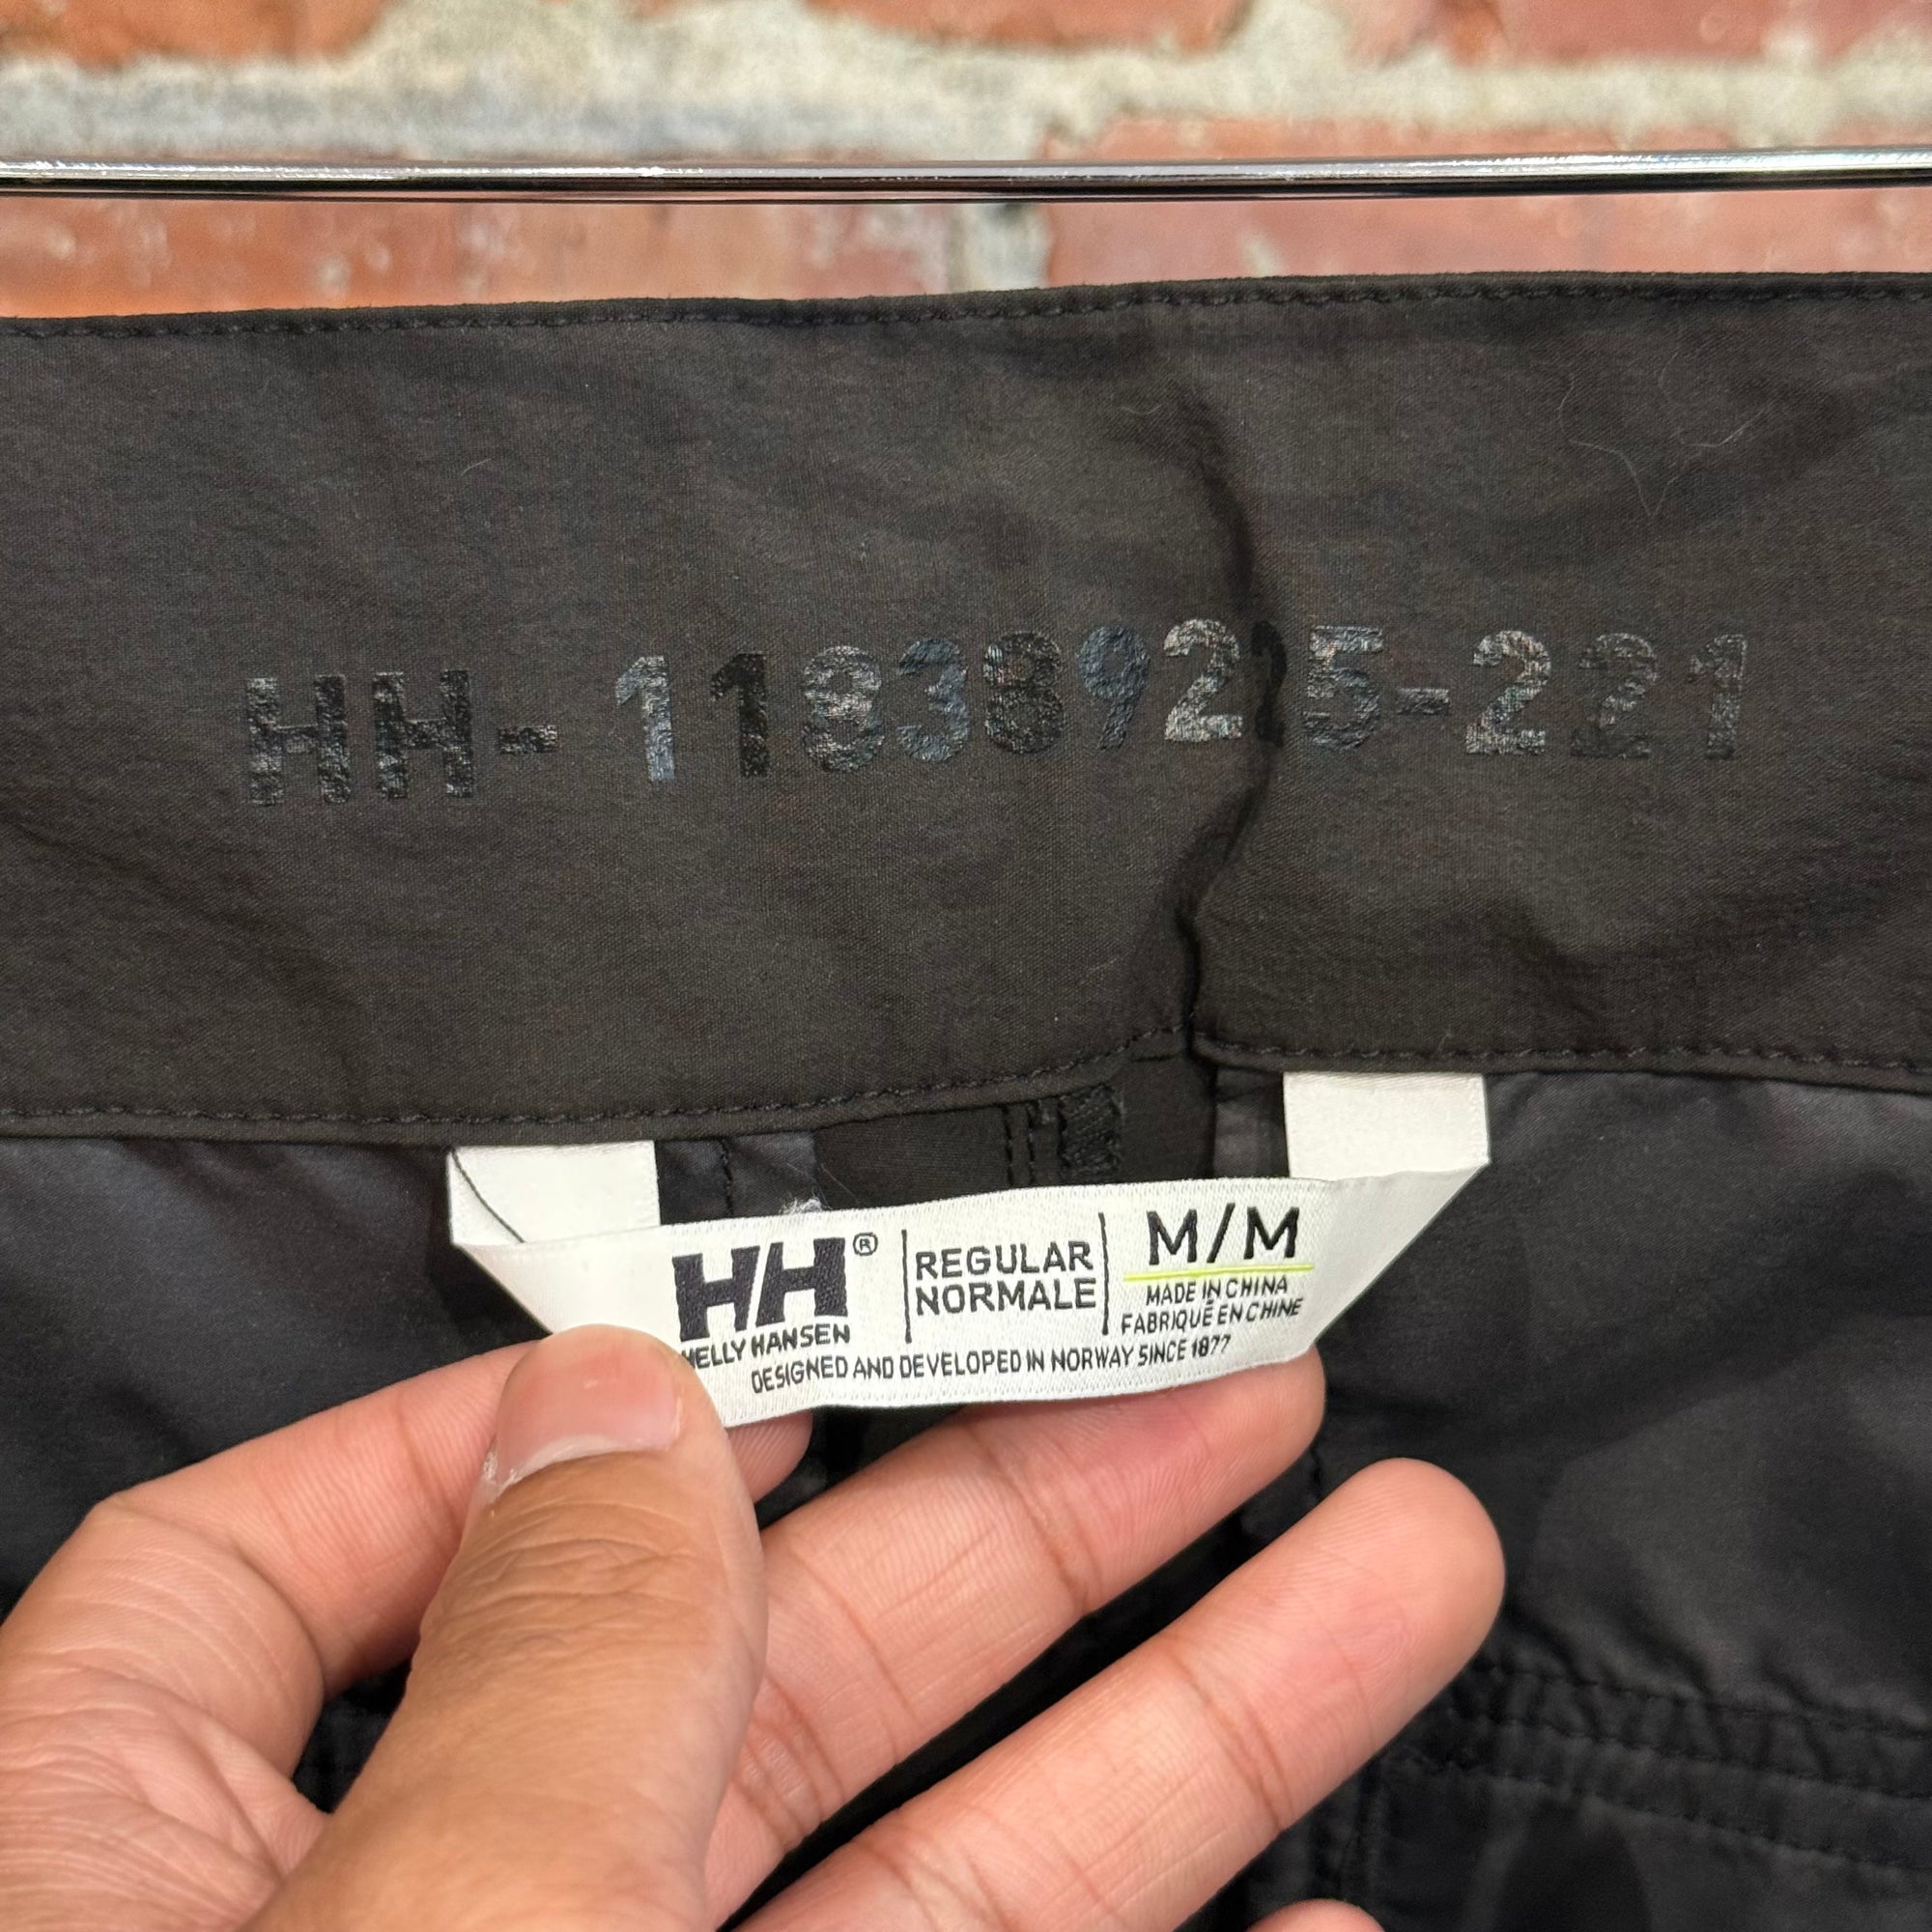 HH- 118389225-221
HH®
HELLY HANSEN
REGULAR
NORMALE
M/M
MADE IN CHINA
FABRIQUÉ EN CHINE
DESIGNED AND DEVELOPED IN NORWAY SINCE 1877